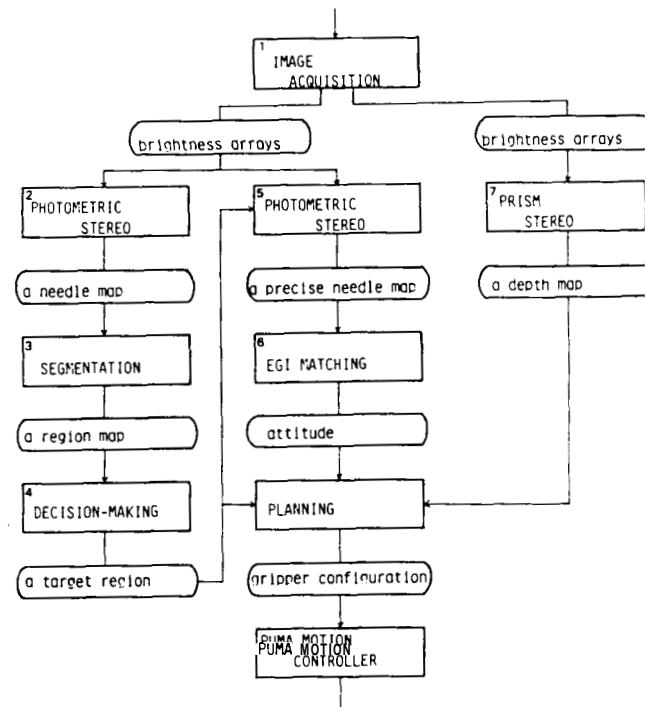 1
IMAGE
ACQUISITION
brightness arrays
brightness arrays
2
PHOTOMETRIC
STEREO
5
PHOTOMETRIC
STEREO
7
PRISM
STEREO
a needle map
a precise needle map
a depth map
3
SEGMENTATION
6
EGI MATCHING
a region map
attitude
4
DECISION-MAKING
PLANNING
a target region
gripper configuration
PUMA MOTION
PUMA MOTION
CONTROLLER